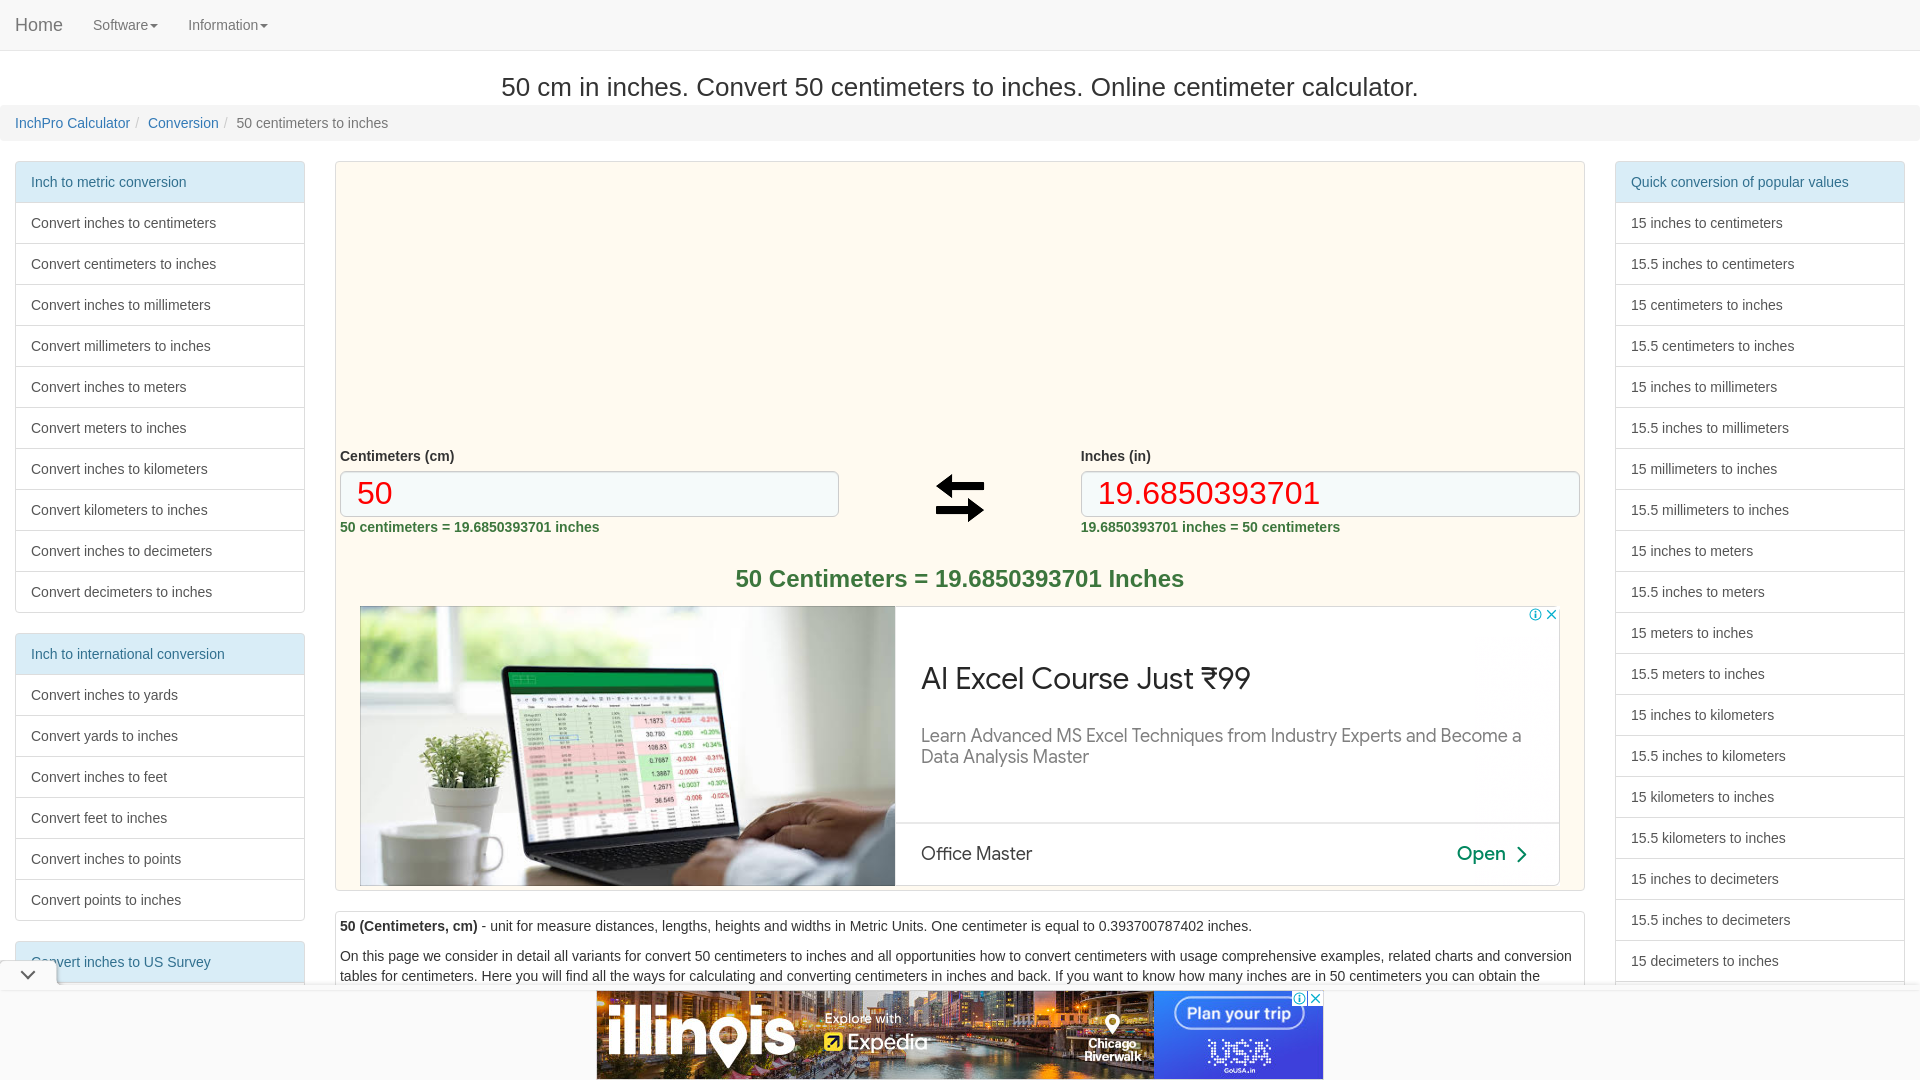 Home
Software
Information
50 cm in inches. Convert 50 centimeters to inches. Online centimeter calculator.
InchPro Calculator / Conversion / 50 centimeters to inches
Inch to metric conversion
Convert inches to centimeters
Convert centimeters to inches
Convert inches to millimeters
Convert millimeters to inches
Convert inches to meters
Convert meters to inches
Convert inches to kilometers
Convert kilometers to inches
Convert inches to decimeters
Convert decimeters to inches
Inch to international conversion
Convert inches to yards
Convert yards to inches
Convert inches to feet
Convert feet to inches
Convert inches to points
Convert points to inches
Convert inches to US Survey
Centimeters (cm)
50
50 centimeters = 19.6850393701 inches
Inches (in)
19.6850393701
19.6850393701 inches = 50 centimeters
50 Centimeters = 19.6850393701 Inches
AI Excel Course Just ₹99
Learn Advanced MS Excel Techniques from Industry Experts and Become a
Data Analysis Master
Office Master
Open
50 (Centimeters, cm) - unit for measure distances, lengths, heights and widths in Metric Units. One centimeter is equal to 0.393700787402 inches.
On this page we consider in detail all variants for convert 50 centimeters to inches and all opportunities how to convert centimeters with usage comprehensive examples, related charts and conversion
tables for centimeters. Here you will find all the ways for calculating and converting centimeters in inches and back. If you want to know how many inches are in 50 centimeters you can obtain the
Quick conversion of popular values
15 inches to centimeters
15.5 inches to centimeters
15 centimeters to inches
15.5 centimeters to inches
15 inches to millimeters
15.5 inches to millimeters
15 millimeters to inches
15.5 millimeters to inches
15 inches to meters
15.5 inches to meters
15 meters to inches
15.5 meters to inches
15 inches to kilometers
15.5 inches to kilometers
15 kilometers to inches
15.5 kilometers to inches
15 inches to decimeters
15.5 inches to decimeters
15 decimeters to inches
illinois
Explore with
Expedia
Chicago
Riverwalk
Plan your trip
USA
GoUSA.in